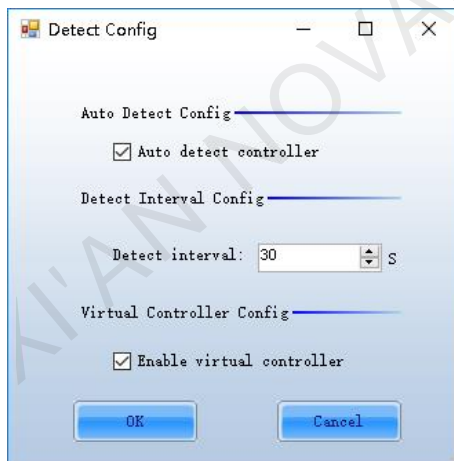 Detect Config
Auto Detect Config
Auto detect controller
Detect Interval Config
Detect interval: 30 S
Virtual Controller Config
Enable virtual controller
OK Cancel
XI'AN NOVA